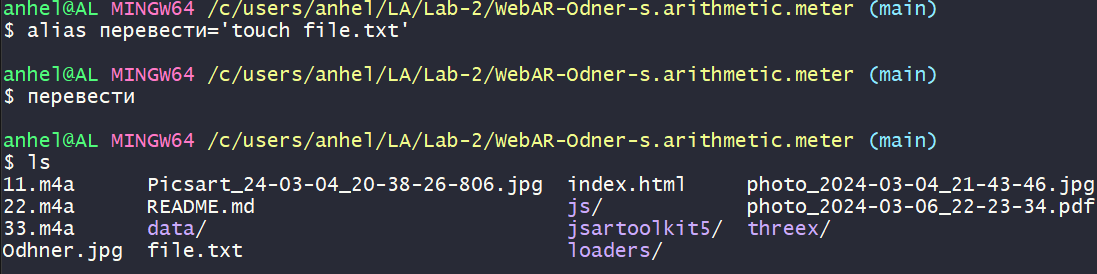 anhel@AL MINGW64 /c/users/anhel/LA/Lab-2/WebAR-Odner-s.arithmetic.meter (main)
$ alias перевести='touch file.txt'
anhel@AL MINGW64 /c/users/anhel/LA/Lab-2/WebAR-Odner-s.arithmetic.meter (main)
$ перевести
anhel@AL MINGW64 /c/users/anhel/LA/Lab-2/WebAR-Odner-s.arithmetic.meter (main)
$ ls
11.m4a Picsart_24-03-04_20-38-26-806.jpg index.html photo_2024-03-04_21-43-46.jpg
22.m4a README.md js/ photo_2024-03-06_22-23-34.pdf
33.m4a data/ jsartoolkit5/ threex/
Odhner.jpg file.txt loaders/